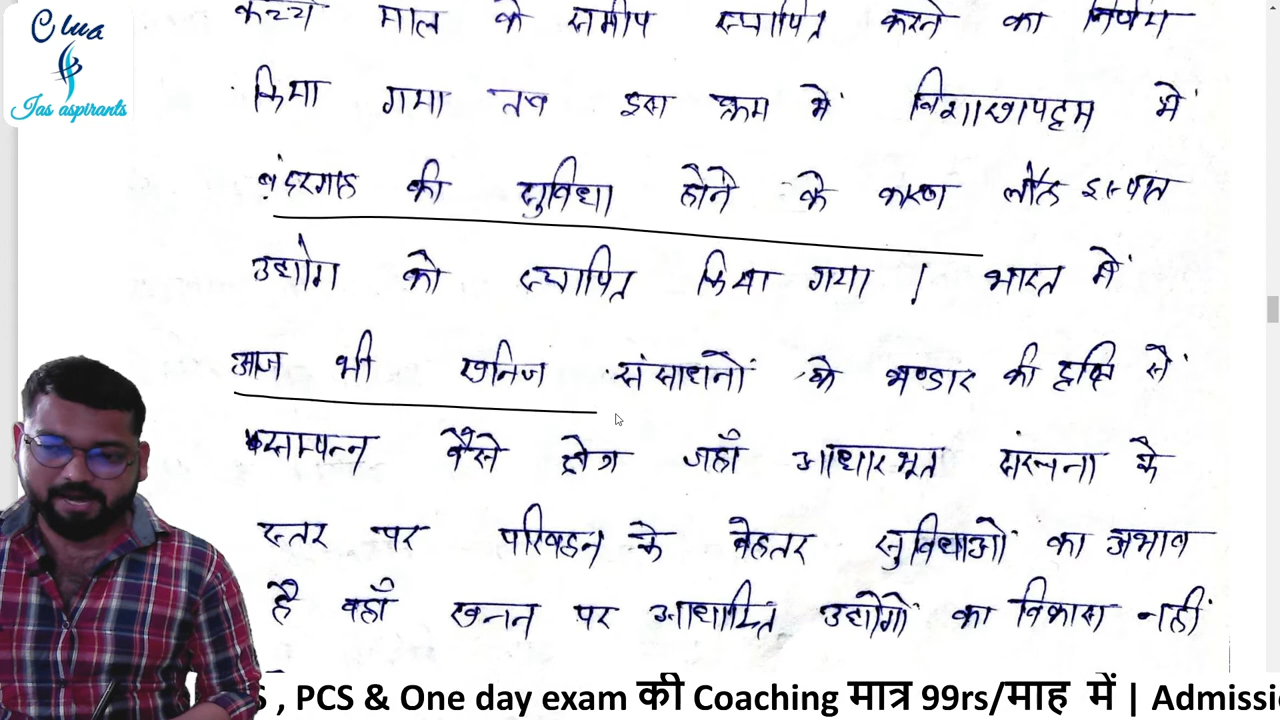 Clwa
Ias aspirants
कच्चे माल के समीप स्थापित करने का निर्णय
किया गया तब इस क्रम में विशाखापट्टम में
बंदरगाह की सुविधा होने के कारण लौह इस्पात
उद्योग को स्थापित किया गया । भारत में
आज भी खनिज संसाधनों के भण्डार की दृष्टि से
सम्पन्न वैसे क्षेत्र जहाँ आधारभूत संरचना के
स्तर पर परिवहन के बेहतर सुविधाओं का अभाव
है वहाँ खनन पर आधारित उद्योगों का विकास नहीं
S , PCS & One day exam की Coaching मात्र 99rs/माह में | Admissi